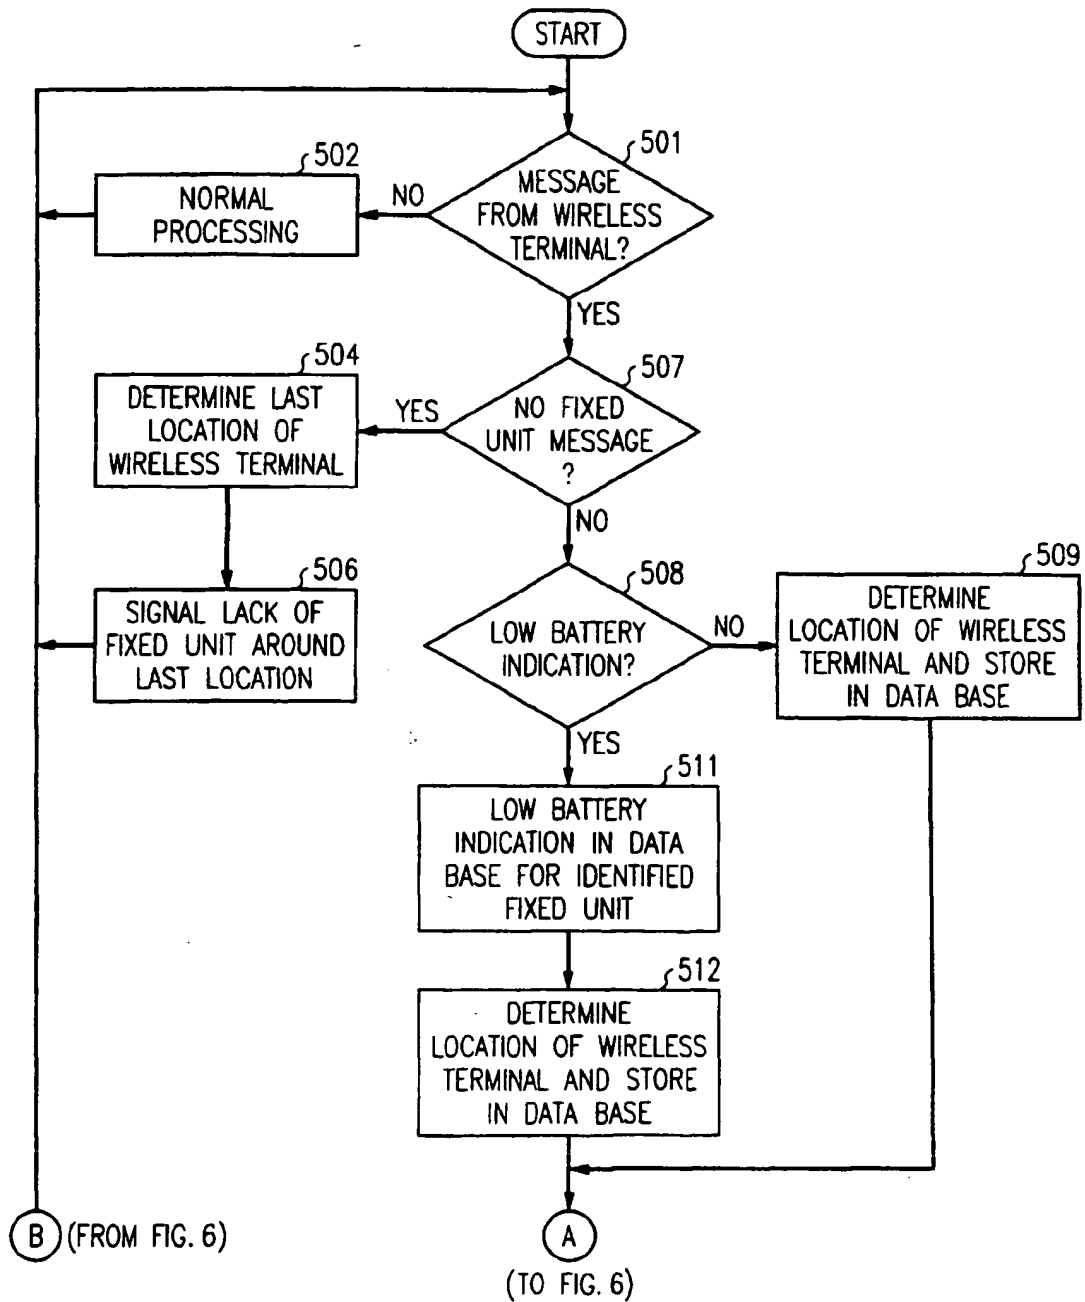 START
501
MESSAGE
FROM WIRELESS
TERMINAL?
NO
502
NORMAL
PROCESSING
YES
507
NO FIXED
UNIT MESSAGE
?
YES
504
DETERMINE LAST
LOCATION OF
WIRELESS TERMINAL
506
SIGNAL LACK OF
FIXED UNIT AROUND
LAST LOCATION
NO
508
LOW BATTERY
INDICATION?
NO
509
DETERMINE
LOCATION OF WIRELESS
TERMINAL AND STORE
IN DATA BASE
YES
511
LOW BATTERY
INDICATION IN DATA
BASE FOR IDENTIFIED
FIXED UNIT
512
DETERMINE
LOCATION OF WIRELESS
TERMINAL AND STORE
IN DATA BASE
B (FROM FIG. 6)
A
(TO FIG. 6)